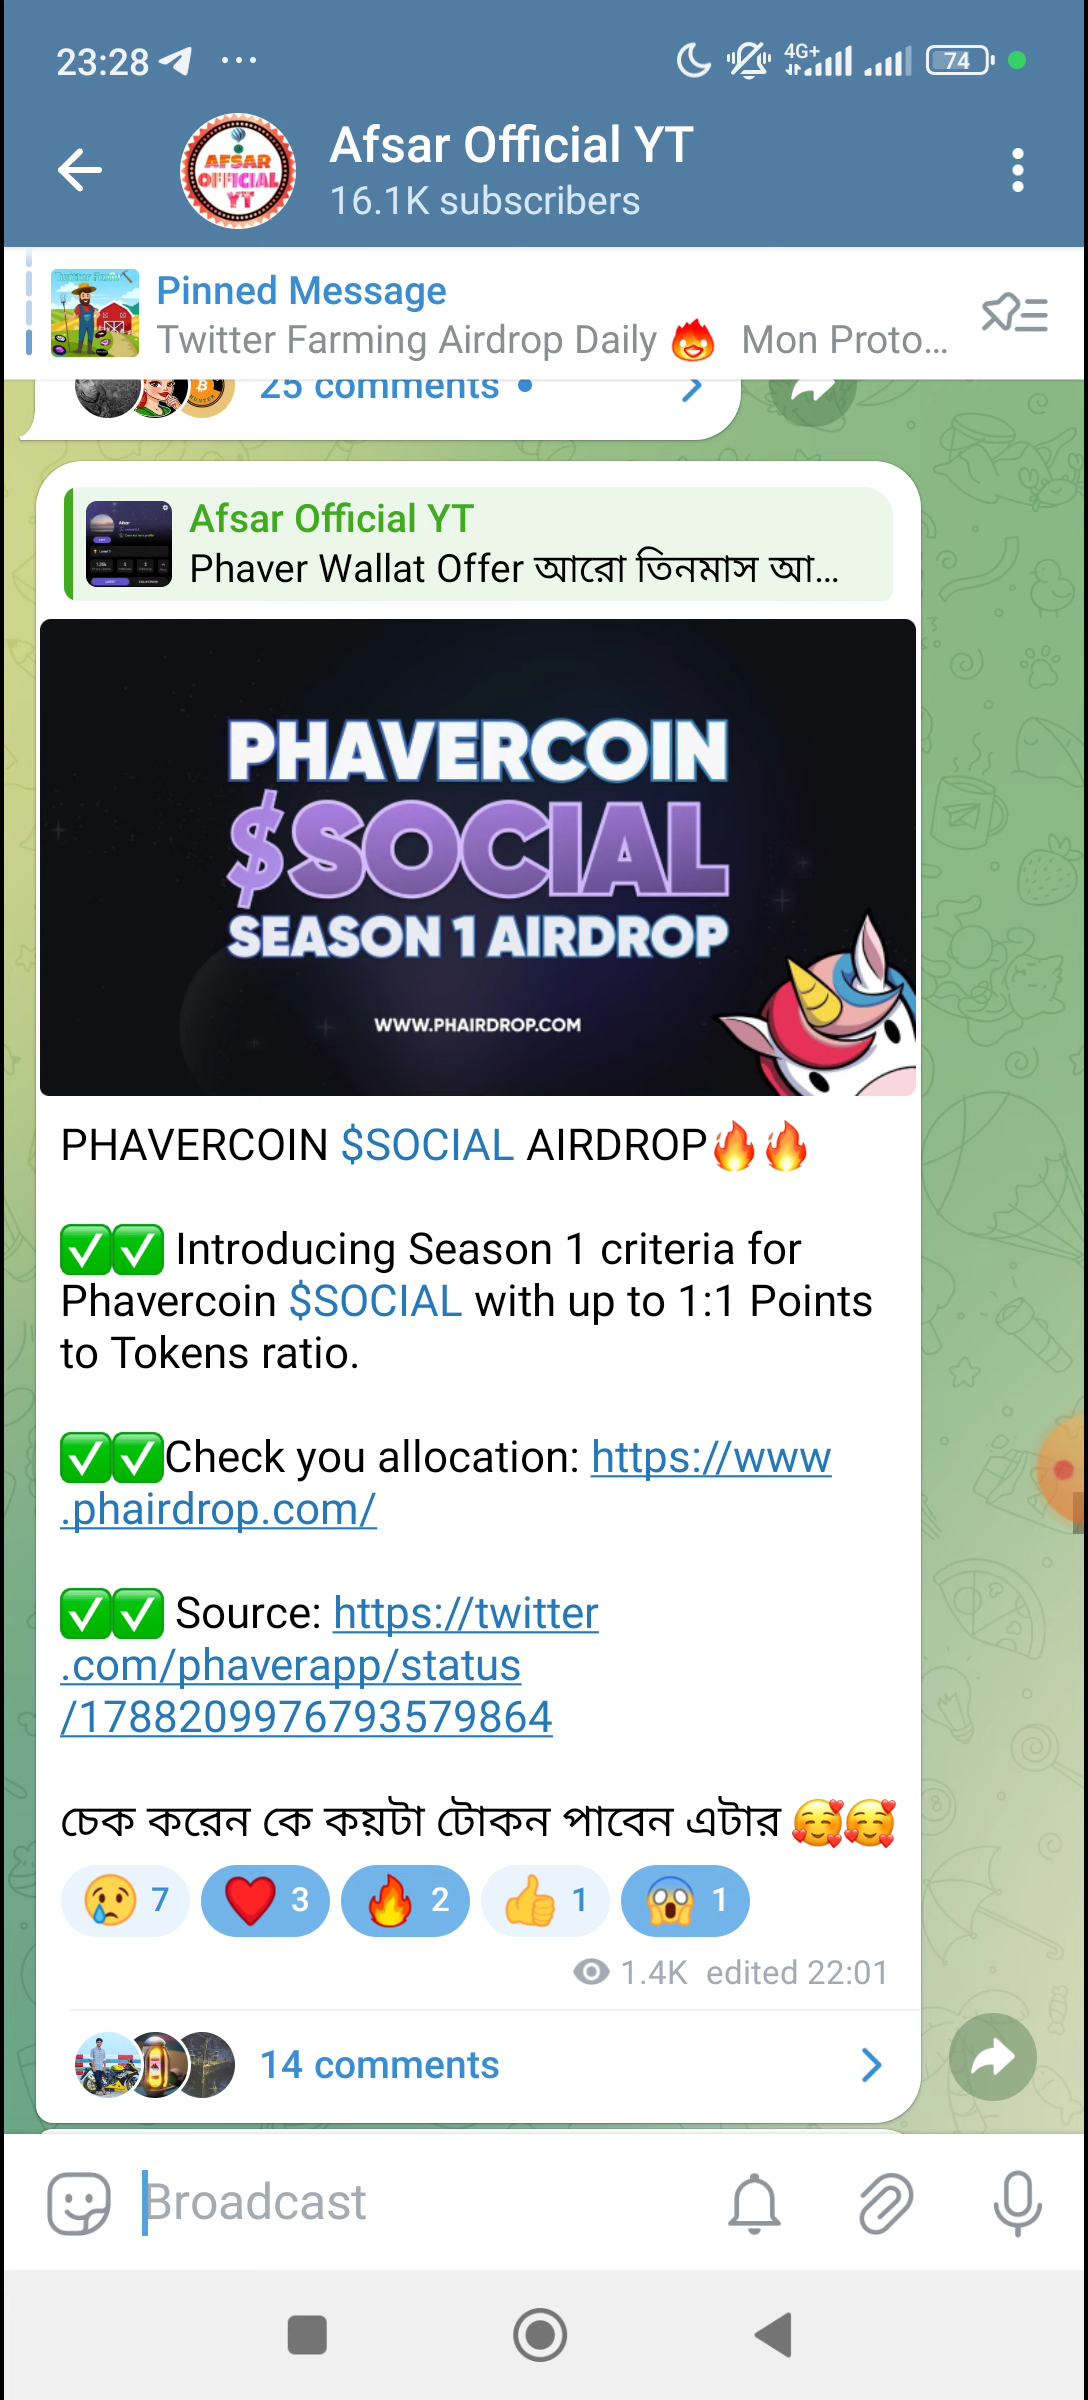 23:28
4G+
74
AFSAR
OFFICIAL
YT
Afsar Official YT
16.1K subscribers
Pinned Message
Twitter Farming Airdrop Daily 🔥 Mon Proto...
25 comments
Afsar Official YT
Phaver Wallat Offer আরো তিনমাস আ...
PHAVERCOIN
$SOCIAL
SEASON 1 AIRDROP
WWW.PHAIRDROP.COM
PHAVERCOIN $SOCIAL AIRDROP🔥🔥
✅✅ Introducing Season 1 criteria for
Phavercoin $SOCIAL with up to 1:1 Points
to Tokens ratio.
✅✅Check you allocation: https://www
.phairdrop.com/
✅✅ Source: https://twitter
.com/phaverapp/status
/1788209976793579864
চেক করেন কে কয়টা টোকন পাবেন এটার 🥰🥰
😢 7 ❤️ 3 🔥 2 👍 1 😱 1
1.4K edited 22:01
14 comments
Broadcast